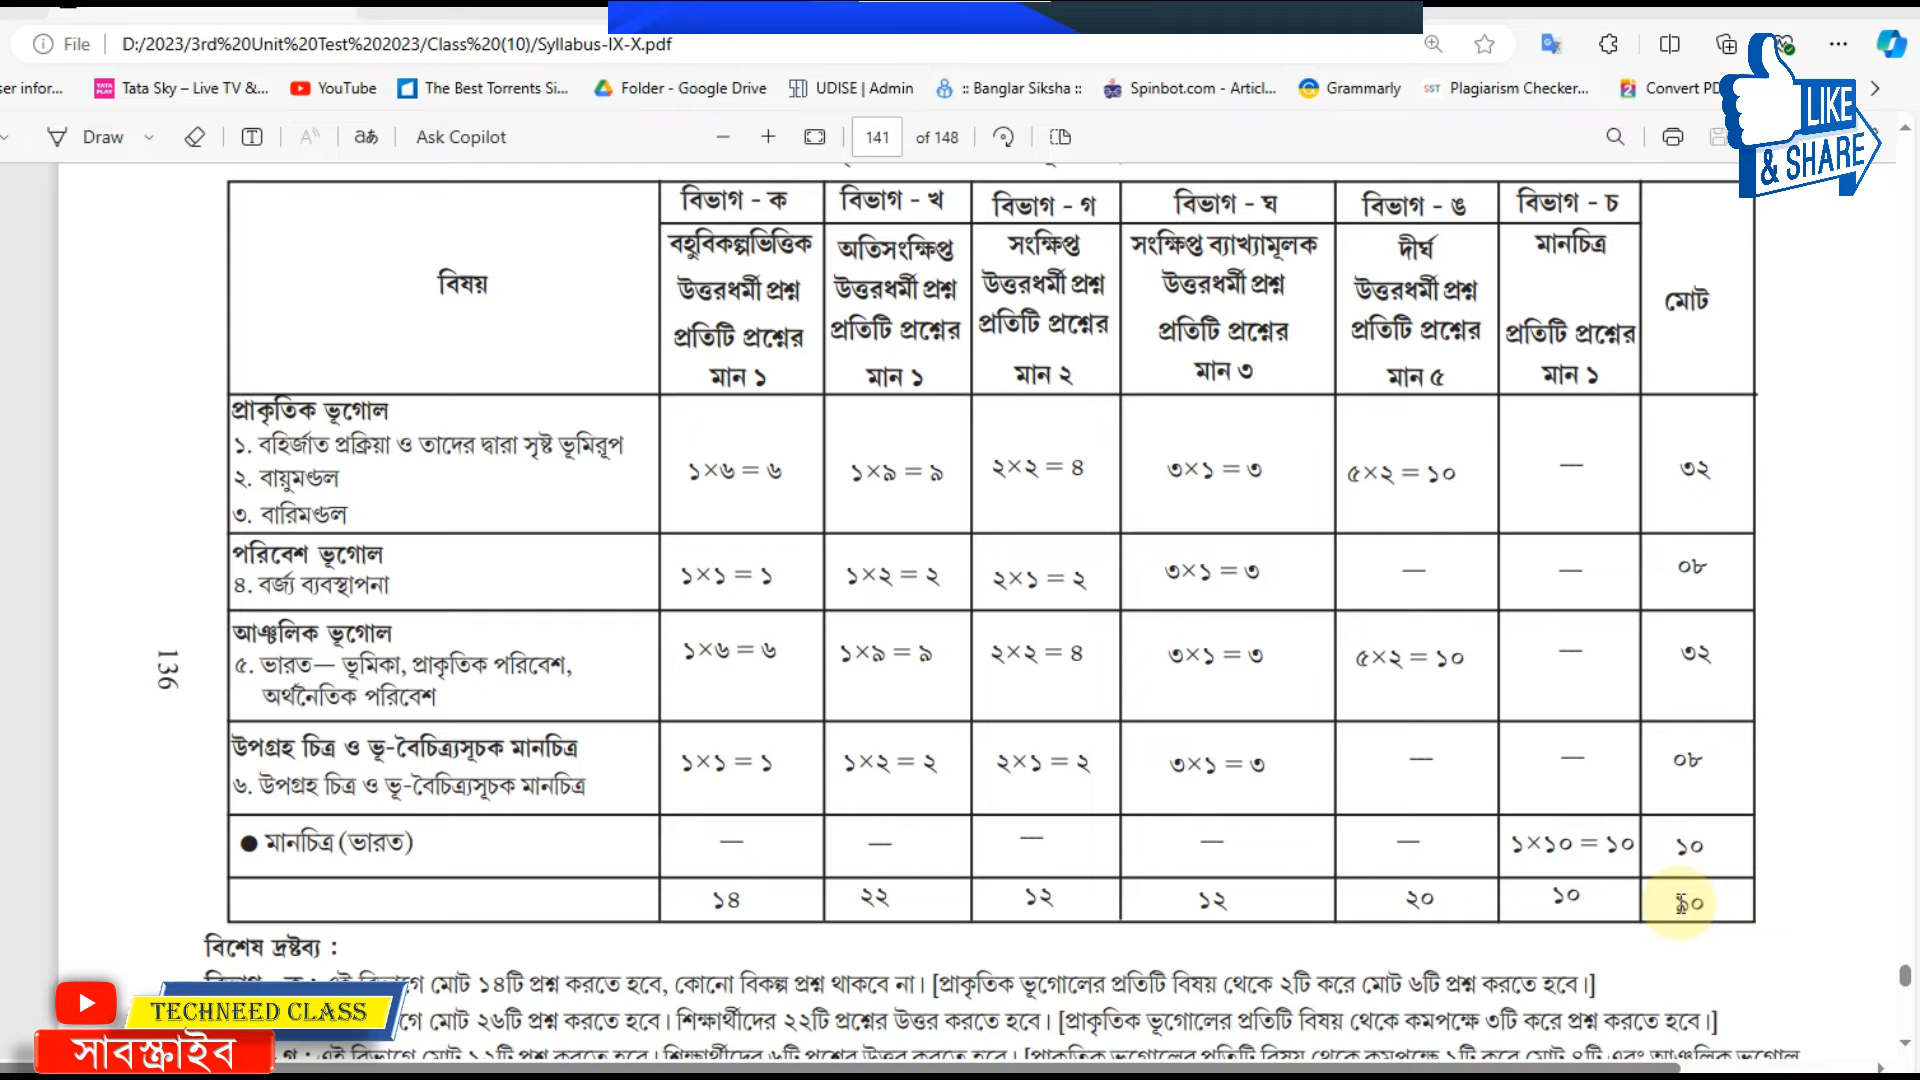 File
D:/2023/3rd%20Unit%20Test%202023/Class%20(10)/Syllabus-IX-X.pdf
ser infor...
Tata Sky – Live TV &...
YouTube
The Best Torrents Si...
Folder - Google Drive
UDISE | Admin
:: Banglar Siksha ::
Spinbot.com - Articl...
Grammarly
SST Plagiarism Checker...
Convert PD
LIKE
& SHARE
Draw
Ask Copilot
141 of 148
বিষয়
বিভাগ - ক
বহুবিকল্পভিত্তিক
উত্তরধর্মী প্রশ্ন
প্রতিটি প্রশ্নের
মান ১
বিভাগ - খ
অতিসংক্ষিপ্ত
উত্তরধর্মী প্রশ্ন
প্রতিটি প্রশ্নের
মান ১
বিভাগ - গ
সংক্ষিপ্ত
উত্তরধর্মী প্রশ্ন
প্রতিটি প্রশ্নের
মান ২
বিভাগ - ঘ
সংক্ষিপ্ত ব্যাখ্যামূলক
উত্তরধর্মী প্রশ্ন
প্রতিটি প্রশ্নের
মান ৩
বিভাগ - ঙ
দীর্ঘ
উত্তরধর্মী প্রশ্ন
প্রতিটি প্রশ্নের
মান ৫
বিভাগ - চ
মানচিত্র
প্রতিটি প্রশ্নের
মান ১
মোট
প্রাকৃতিক ভূগোল
১. বহির্জাত প্রক্রিয়া ও তাদের দ্বারা সৃষ্ট ভূমিরূপ
২. বায়ুমণ্ডল
৩. বারিমণ্ডল
১×৬ = ৬ ১×৯ = ৯ ২×২ = ৪ ৩×১ = ৩ ৫×২ = ১০ — ৩২
পরিবেশ ভূগোল
৪. বর্জ্য ব্যবস্থাপনা
১×১ = ১ ১×২ = ২ ২×১ = ২ ৩×১ = ৩ — — ০৮
আঞ্চলিক ভূগোল
৫. ভারত— ভূমিকা, প্রাকৃতিক পরিবেশ,
অর্থনৈতিক পরিবেশ
১×৬ = ৬ ১×৯ = ৯ ২×২ = ৪ ৩×১ = ৩ ৫×২ = ১০ — ৩২
উপগ্রহ চিত্র ও ভূ-বৈচিত্র্যসূচক মানচিত্র
৬. উপগ্রহ চিত্র ও ভূ-বৈচিত্র্যসূচক মানচিত্র
১×১ = ১ ১×২ = ২ ২×১ = ২ ৩×১ = ৩ — — ০৮
● মানচিত্র (ভারত) — — — — — ১×১০ = ১০ ১০
১৪ ২২ ১২ ১২ ২০ ১০ ৯০
136
বিশেষ দ্রষ্টব্য :
মোট ১৪টি প্রশ্ন করতে হবে, কোনো বিকল্প প্রশ্ন থাকবে না। [প্রাকৃতিক ভূগোলের প্রতিটি বিষয় থেকে ২টি করে মোট ৬টি প্রশ্ন করতে হবে।]
মোট ২৬টি প্রশ্ন করতে হবে। শিক্ষার্থীদের ২২টি প্রশ্নের উত্তর করতে হবে। [প্রাকৃতিক ভূগোলের প্রতিটি বিষয় থেকে কমপক্ষে ৩টি করে প্রশ্ন করতে হবে।]
TECHNEED CLASS
সাবস্ক্রাইব